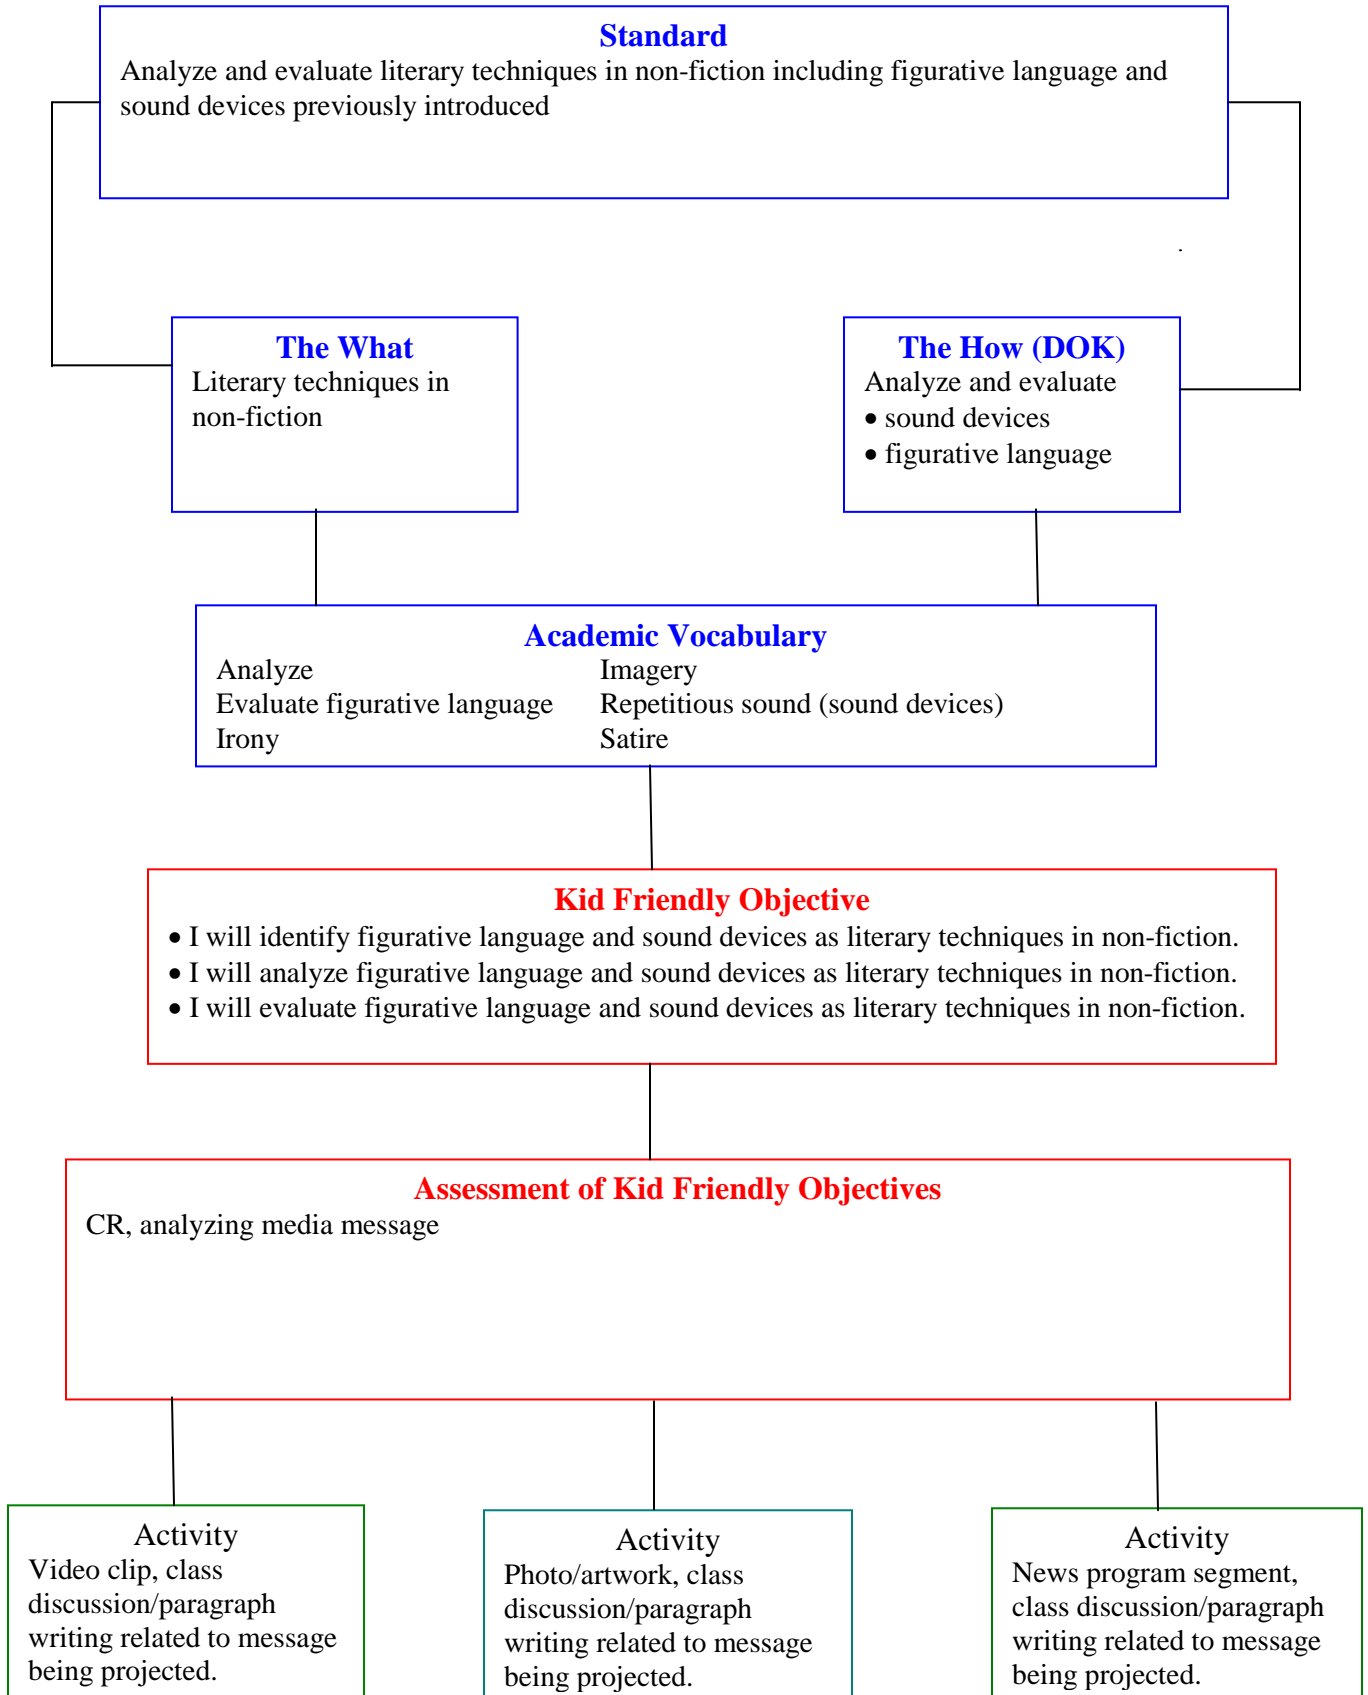 Standard
Analyze and evaluate literary techniques in non-fiction including figurative language and
sound devices previously introduced
The What
Literary techniques in
non-fiction
The How (DOK)
Analyze and evaluate
• sound devices
• figurative language
Academic Vocabulary
Analyze Imagery
Evaluate figurative language Repetitious sound (sound devices)
Irony Satire
Kid Friendly Objective
• I will identify figurative language and sound devices as literary techniques in non-fiction.
• I will analyze figurative language and sound devices as literary techniques in non-fiction.
• I will evaluate figurative language and sound devices as literary techniques in non-fiction.
Assessment of Kid Friendly Objectives
CR, analyzing media message
Activity
Video clip, class
discussion/paragraph
writing related to message
being projected.
Activity
Photo/artwork, class
discussion/paragraph
writing related to message
being projected.
Activity
News program segment,
class discussion/paragraph
writing related to message
being projected.